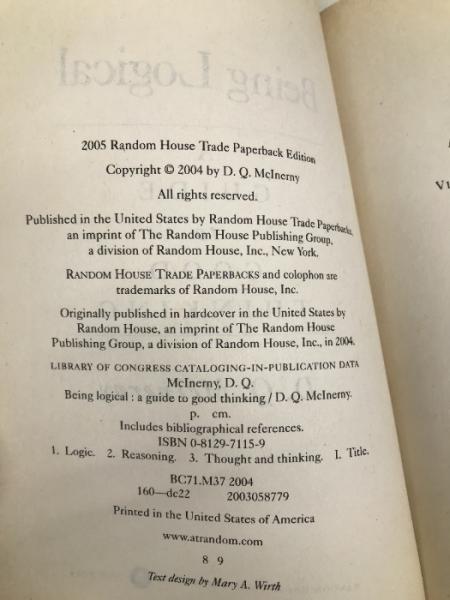 Being Logical
2005 Random House Trade Paperback Edition
Copyright © 2004 by D. Q. McInerny
All rights reserved.
Published in the United States by Random House Trade Paperbacks,
an imprint of The Random House Publishing Group,
a division of Random House, Inc., New York.
RANDOM HOUSE TRADE PAPERBACKS and colophon are
trademarks of Random House, Inc.
Originally published in hardcover in the United States by
Random House, an imprint of The Random House
Publishing Group, a division of Random House, Inc., in 2004.
LIBRARY OF CONGRESS CATALOGING-IN-PUBLICATION DATA
McInerny, D. Q.
Being logical : a guide to good thinking / D. Q. McInerny.
p. cm.
Includes bibliographical references.
ISBN 0-8129-7115-9
1. Logic. 2. Reasoning. 3. Thought and thinking. I. Title.
BC71.M37 2004
160—dc22 2003058779
Printed in the United States of America
www.atrandom.com
8 9
Text design by Mary A. Wirth